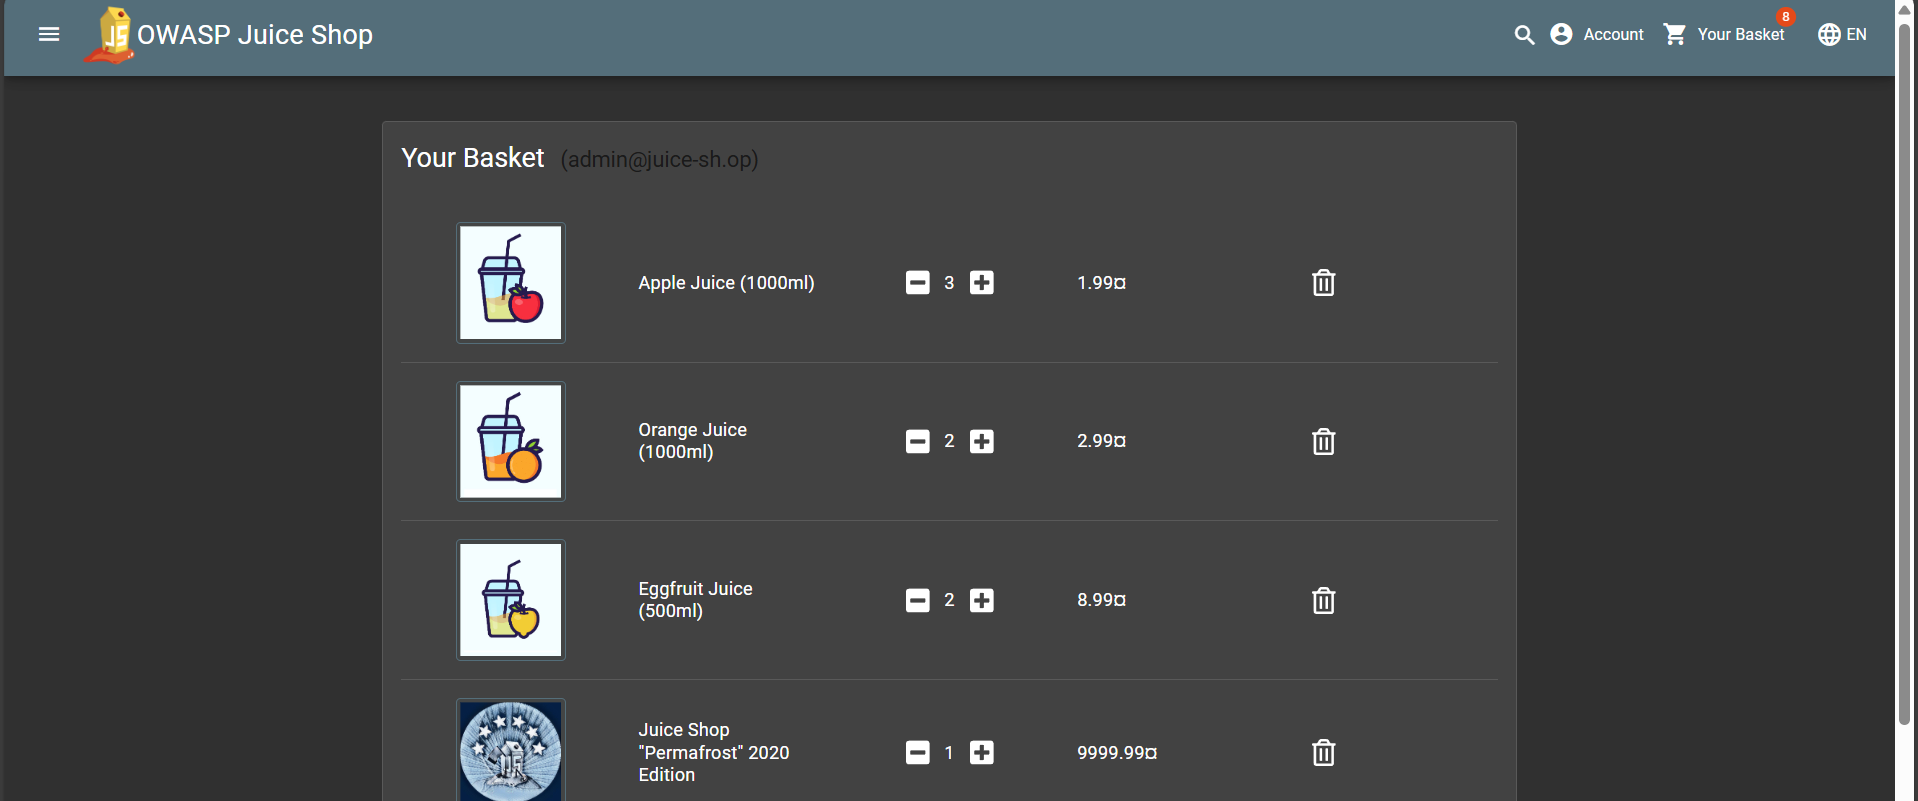 OWASP Juice Shop
Account
Your Basket
8
EN
Your Basket (admin@juice-sh.op)
Apple Juice (1000ml)
3
1.99¤
Orange Juice
(1000ml)
2
2.99¤
Eggfruit Juice
(500ml)
2
8.99¤
Juice Shop
"Permafrost" 2020
Edition
1
9999.99¤